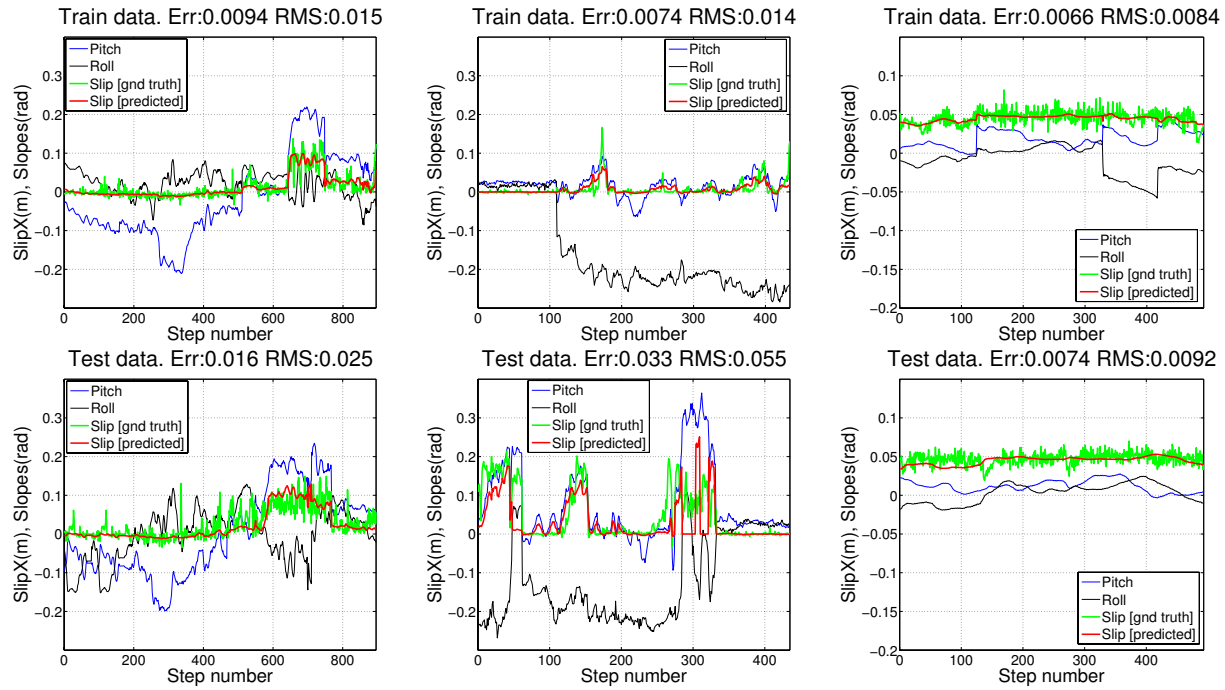 Train data. Err:0.0094 RMS:0.015
SlipX(m), Slopes(rad)
0.3
0.2
0.1
0
−0.1
−0.2
Pitch
Roll
Slip [gnd truth]
Slip [predicted]
0 200 400 600 800
Step number
Train data. Err:0.0074 RMS:0.014
SlipX(m), Slopes(rad)
0.3
0.2
0.1
0
−0.1
−0.2
Pitch
Roll
Slip [gnd truth]
Slip [predicted]
0 100 200 300 400
Step number
Train data. Err:0.0066 RMS:0.0084
SlipX(m), Slopes(rad)
0.1
0.05
0
−0.05
−0.1
−0.15
−0.2
Pitch
Roll
Slip [gnd truth]
Slip [predicted]
0 100 200 300 400
Step number
Test data. Err:0.016 RMS:0.025
SlipX(m), Slopes(rad)
0.3
0.2
0.1
0
−0.1
−0.2
Pitch
Roll
Slip [gnd truth]
Slip [predicted]
0 200 400 600 800
Step number
Test data. Err:0.033 RMS:0.055
SlipX(m), Slopes(rad)
0.3
0.2
0.1
0
−0.1
−0.2
Pitch
Roll
Slip [gnd truth]
Slip [predicted]
0 100 200 300 400
Step number
Test data. Err:0.0074 RMS:0.0092
SlipX(m), Slopes(rad)
0.1
0.05
0
−0.05
−0.1
−0.15
−0.2
Pitch
Roll
Slip [gnd truth]
Slip [predicted]
0 100 200 300 400
Step number